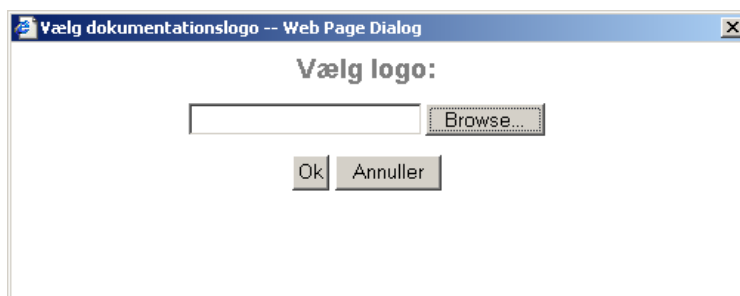 Vælg dokumentationslogo -- Web Page Dialog
Vælg logo:
Browse...
Ok Annuller